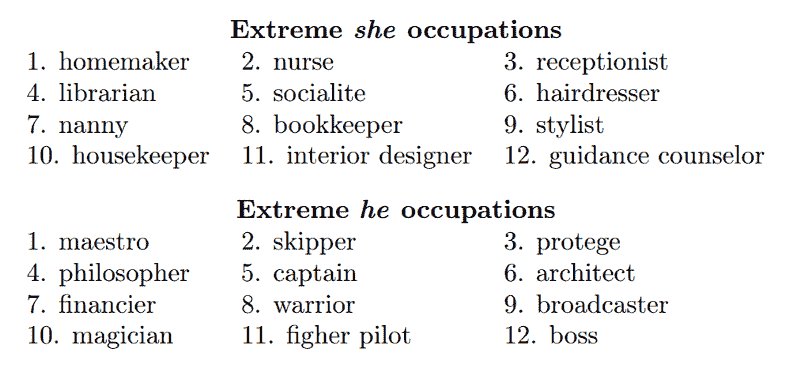 Extreme she occupations
1. homemaker 2. nurse 3. receptionist
4. librarian 5. socialite 6. hairdresser
7. nanny 8. bookkeeper 9. stylist
10. housekeeper 11. interior designer 12. guidance counselor
Extreme he occupations
1. maestro 2. skipper 3. protege
4. philosopher 5. captain 6. architect
7. financier 8. warrior 9. broadcaster
10. magician 11. figher pilot 12. boss